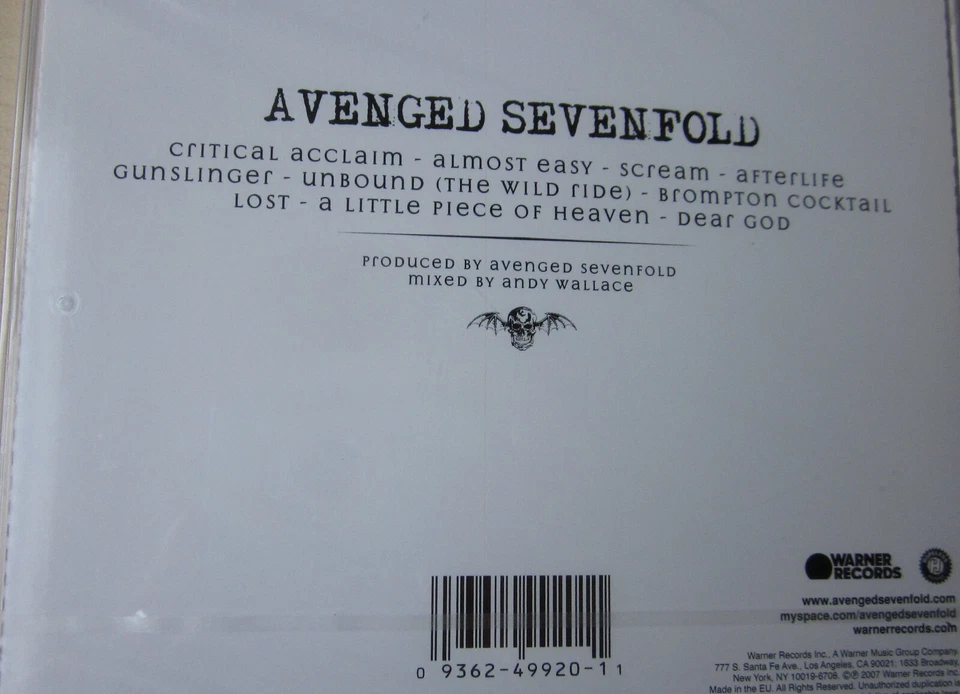 AVENGED SEVENFOLD
CRITICAL ACCLAIM - ALMOST EASY - SCREAM - AFTERLIFE
GUNSLINGER - UNBOUND (THE WILD RIDE) - BROMPTON COCKTAIL
LOST - A LITTLE PIECE OF HEAVEN - DEAR GOD
PRODUCED BY AVENGED SEVENFOLD
MIXED BY ANDY WALLACE
WARNER
RECORDS
www.avengedsevenfold.com
myspace.com/avengedsevenfold
warnerrecords.com
Warner Records Inc., A Warner Music Group Company,
777 S. Santa Fe Ave., Los Angeles, CA 90021; 1633 Broadway,
New York, NY 10019-6708. ©℗ 2007 Warner Records Inc.
Made in the EU. All Rights Reserved. Unauthorized duplication is
0 9362-49920-1 1